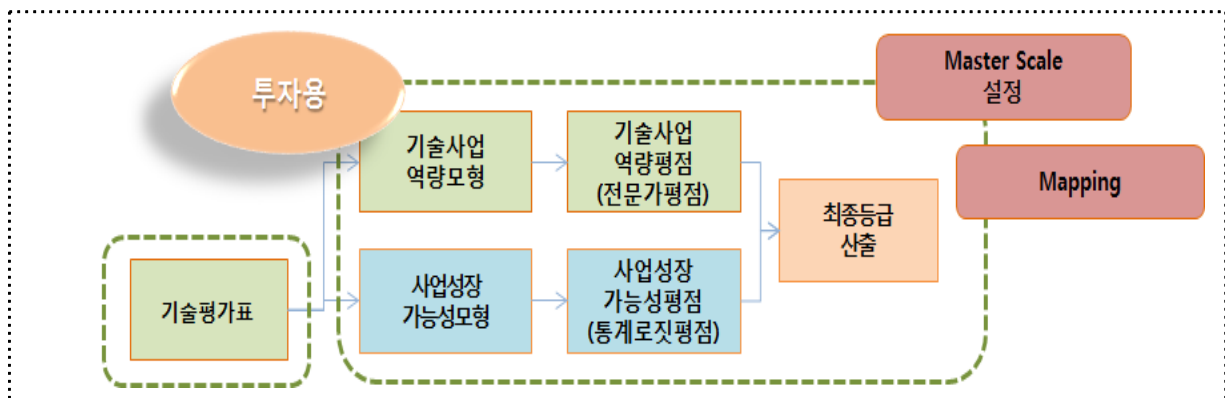 투자용
Master Scale
설정
Mapping
기술사업
역량모형
기술사업
역량평점
(전문가평점)
최종등급
산출
기술평가표
사업성장
가능성모형
사업성장
가능성평점
(통계로짓평점)